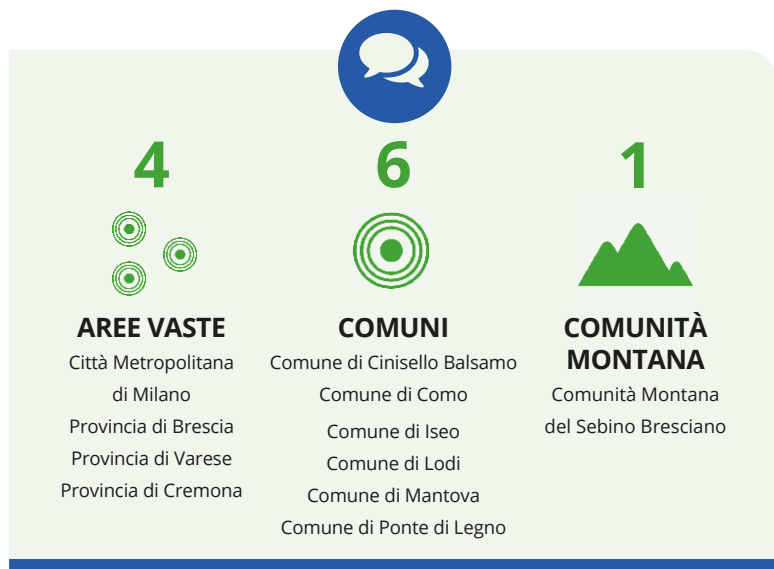 4
AREE VASTE
Città Metropolitana
di Milano
Provincia di Brescia
Provincia di Varese
Provincia di Cremona
6
COMUNI
Comune di Cinisello Balsamo
Comune di Como
Comune di Iseo
Comune di Lodi
Comune di Mantova
Comune di Ponte di Legno
1
COMUNITÀ
MONTANA
Comunità Montana
del Sebino Bresciano